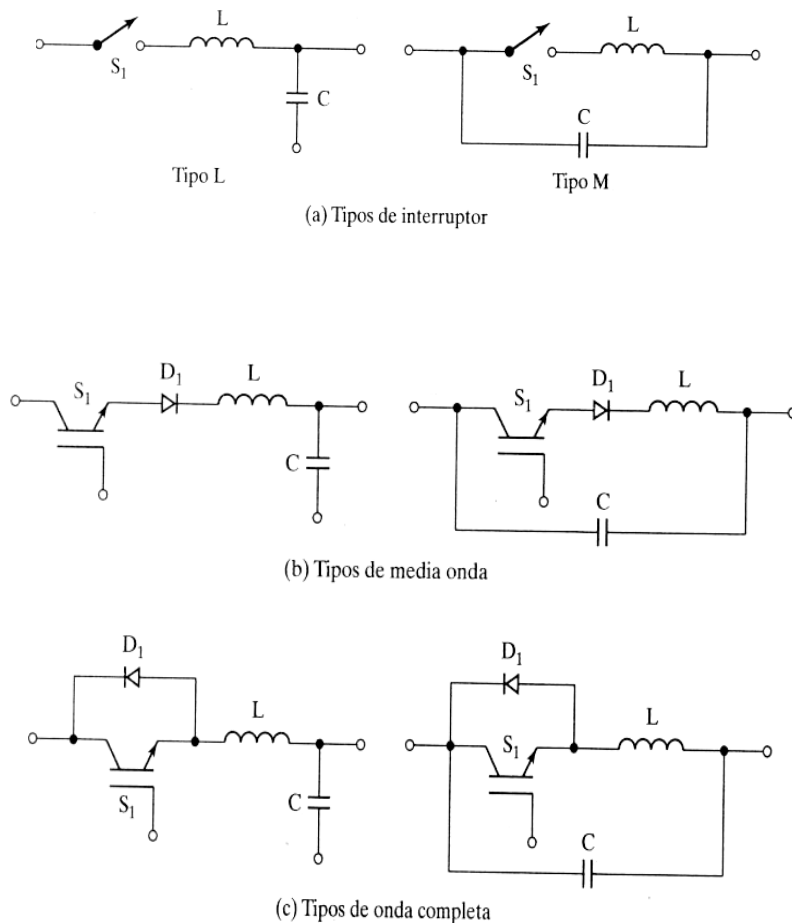 L
S1
C
Tipo L
L
S1
C
Tipo M
(a) Tipos de interruptor
S1
D1
L
C
S1
D1
L
C
(b) Tipos de media onda
D1
L
S1
C
D1
L
S1
C
(c) Tipos de onda completa